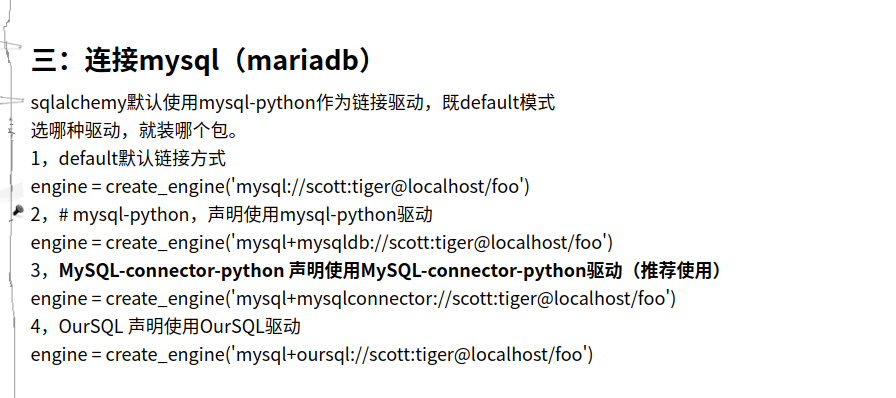 三：连接mysql（mariadb）
sqlalchemy默认使用mysql-python作为链接驱动，既default模式
选哪种驱动，就装哪个包。
1，default默认链接方式
engine = create_engine('mysql://scott:tiger@localhost/foo')
2，# mysql-python，声明使用mysql-python驱动
engine = create_engine('mysql+mysqldb://scott:tiger@localhost/foo')
3，MySQL-connector-python 声明使用MySQL-connector-python驱动（推荐使用）
engine = create_engine('mysql+mysqlconnector://scott:tiger@localhost/foo')
4，OurSQL 声明使用OurSQL驱动
engine = create_engine('mysql+oursql://scott:tiger@localhost/foo')